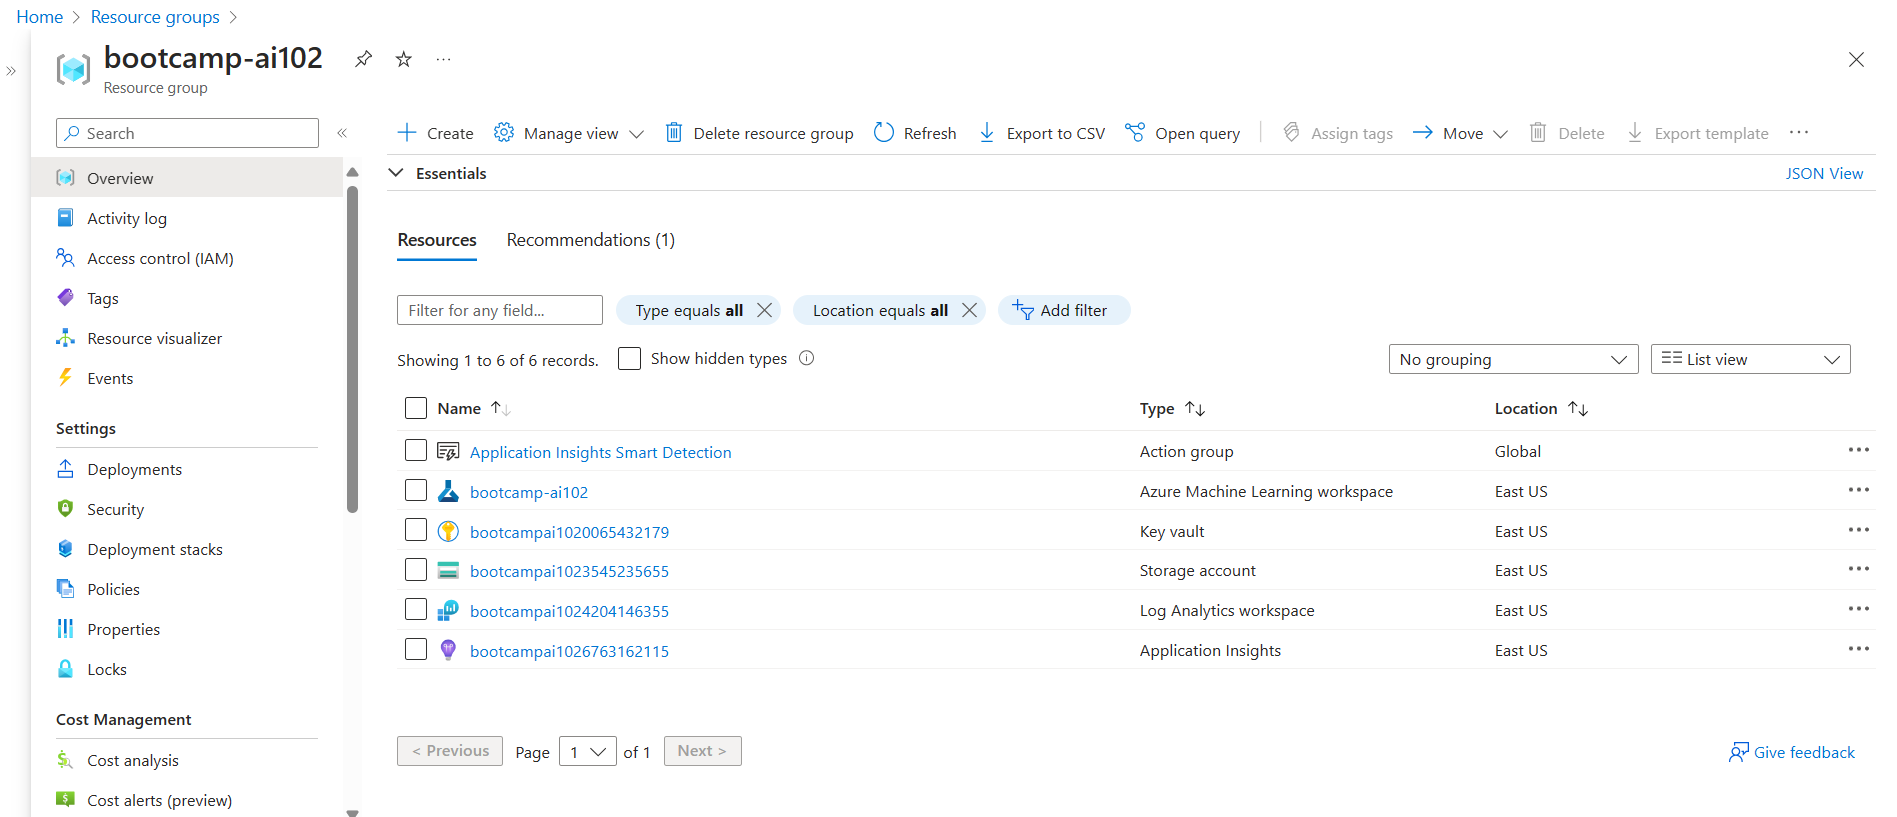 Home > Resource groups >
bootcamp-ai102
Resource group
Search
Create Manage view Delete resource group Refresh Export to CSV Open query Assign tags Move Delete Export template
Essentials JSON View
Overview
Activity log
Access control (IAM)
Tags
Resource visualizer
Events
Settings
Deployments
Security
Deployment stacks
Policies
Properties
Locks
Cost Management
Cost analysis
Cost alerts (preview)
Resources Recommendations (1)
Filter for any field... Type equals all Location equals all Add filter
Showing 1 to 6 of 6 records. Show hidden types No grouping List view
Name Type Location
Application Insights Smart Detection Action group Global
bootcamp-ai102 Azure Machine Learning workspace East US
bootcampai1020065432179 Key vault East US
bootcampai1023545235655 Storage account East US
bootcampai1024204146355 Log Analytics workspace East US
bootcampai1026763162115 Application Insights East US
< Previous Page 1 of 1 Next > Give feedback